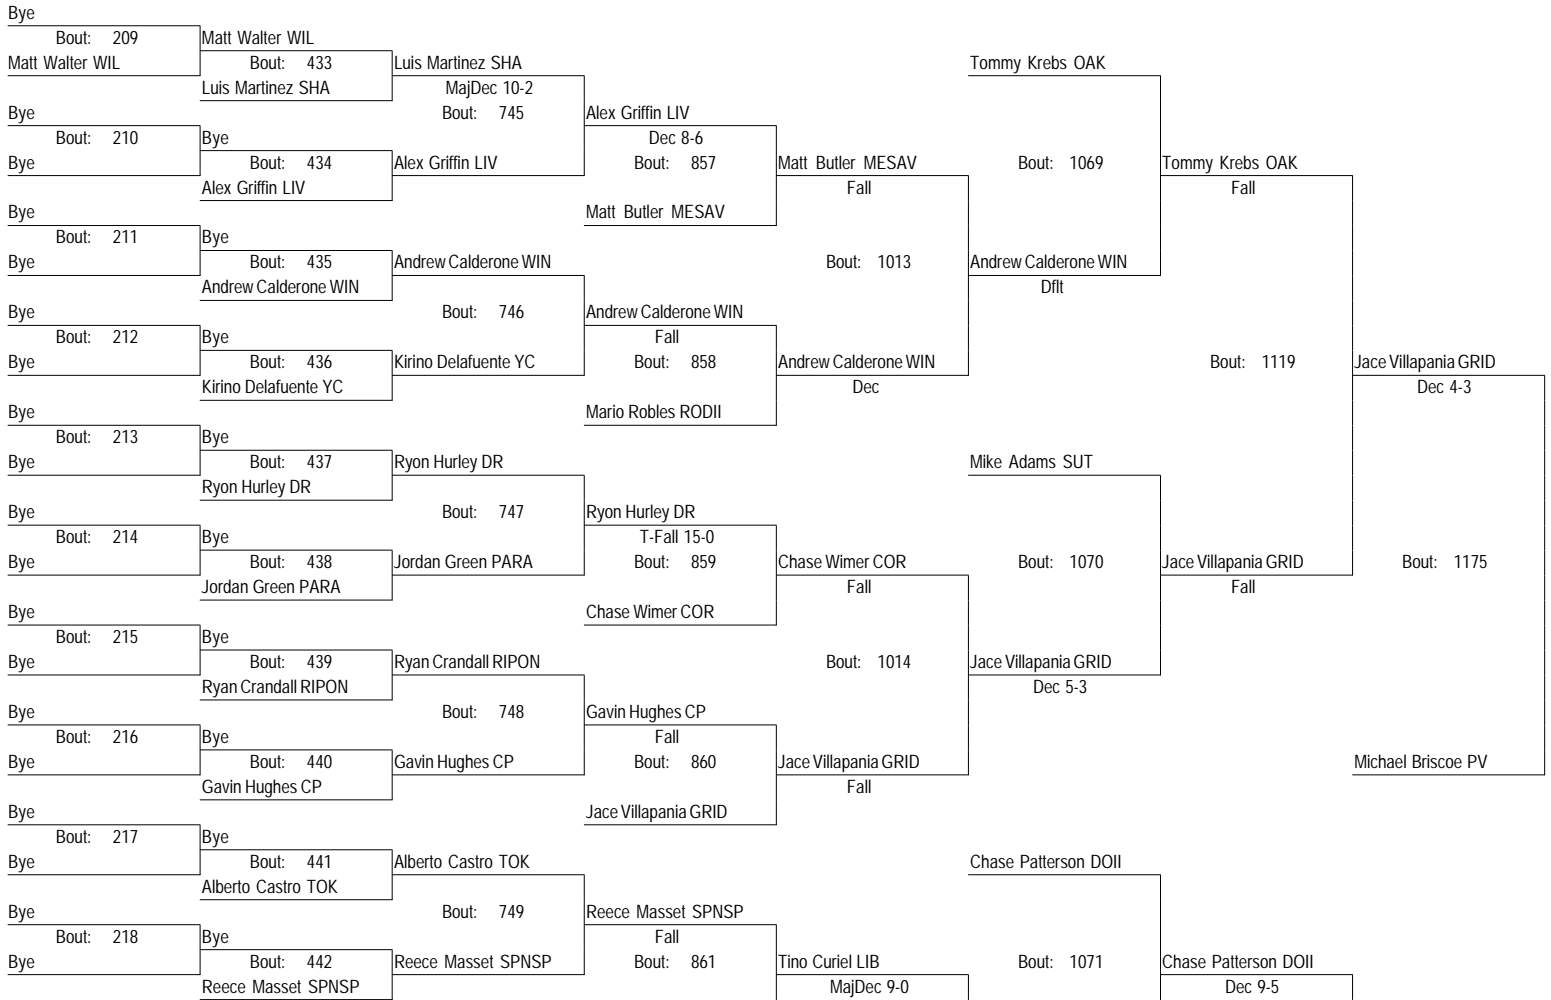 Bye
Bout: 209 Matt Walter WIL
Matt Walter WIL Bout: 433 Luis Martinez SHA Tommy Krebs OAK
Luis Martinez SHA MajDec 10-2
Bye Bout: 745 Alex Griffin LIV
Bout: 210 Bye Dec 8-6
Bye Bout: 434 Alex Griffin LIV Bout: 857 Matt Butler MESAV Bout: 1069 Tommy Krebs OAK
Alex Griffin LIV Fall Fall
Bye Matt Butler MESAV
Bout: 211 Bye
Bye Bout: 435 Andrew Calderone WIN Bout: 1013 Andrew Calderone WIN
Andrew Calderone WIN Dflt
Bye Bout: 746 Andrew Calderone WIN
Bout: 212 Bye Fall
Bye Bout: 436 Kirino Delafuente YC Bout: 858 Andrew Calderone WIN Bout: 1119 Jace Villapania GRID
Kirino Delafuente YC Dec Dec 4-3
Bye Mario Robles RODII
Bout: 213 Bye
Bye Bout: 437 Ryon Hurley DR Mike Adams SUT
Ryon Hurley DR
Bye Bout: 747 Ryon Hurley DR
Bout: 214 Bye T-Fall 15-0
Bye Bout: 438 Jordan Green PARA Bout: 859 Chase Wimer COR Bout: 1070 Jace Villapania GRID Bout: 1175
Jordan Green PARA Fall Fall
Bye Chase Wimer COR
Bout: 215 Bye
Bye Bout: 439 Ryan Crandall RIPON Bout: 1014 Jace Villapania GRID
Ryan Crandall RIPON Dec 5-3
Bye Bout: 748 Gavin Hughes CP
Bout: 216 Bye Fall
Bye Bout: 440 Gavin Hughes CP Bout: 860 Jace Villapania GRID Michael Briscoe PV
Gavin Hughes CP Fall
Bye Jace Villapania GRID
Bout: 217 Bye
Bye Bout: 441 Alberto Castro TOK Chase Patterson DOII
Alberto Castro TOK
Bye Bout: 749 Reece Masset SPNSP
Bout: 218 Bye Fall
Bye Bout: 442 Reece Masset SPNSP Bout: 861 Tino Curiel LIB Bout: 1071 Chase Patterson DOII
Reece Masset SPNSP MajDec 9-0 Dec 9-5